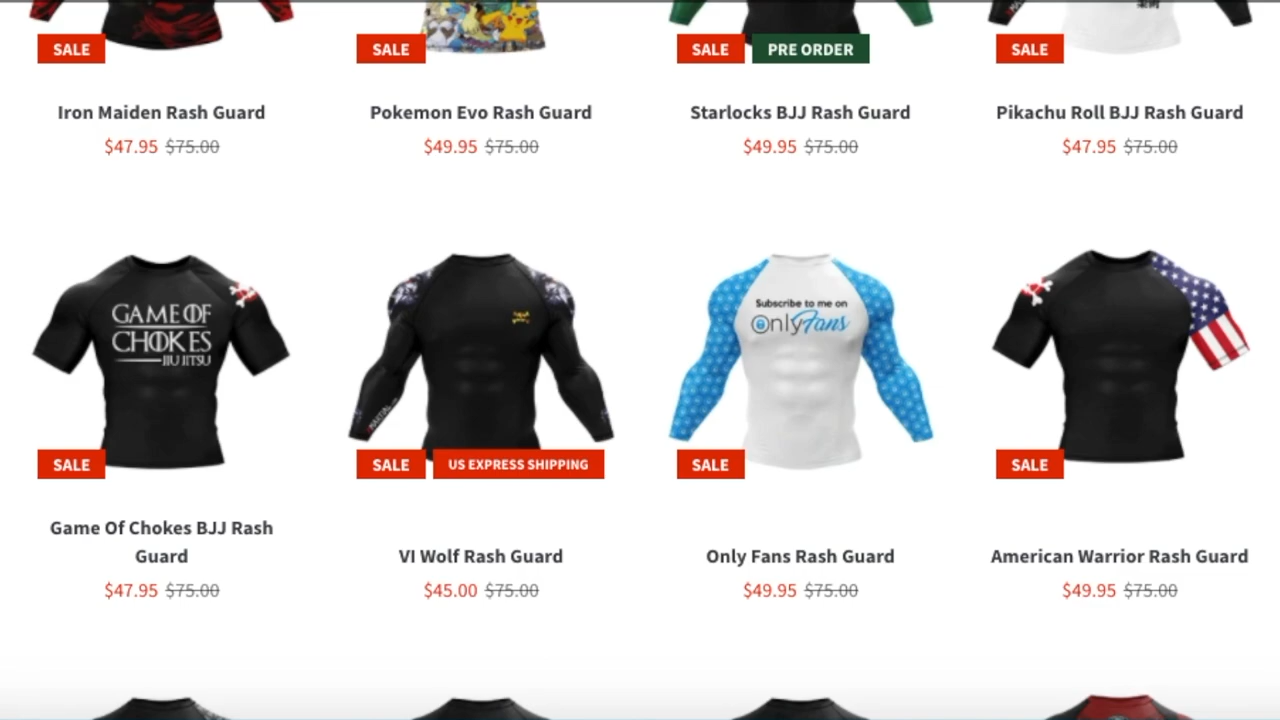 SALE
SALE
SALE
PRE ORDER
SALE
Iron Maiden Rash Guard
Pokemon Evo Rash Guard
Starlocks BJJ Rash Guard
Pikachu Roll BJJ Rash Guard
$47.95 $75.00
$49.95 $75.00
$49.95 $75.00
$47.95 $75.00
GAME OF
CHOKES
JIU JITSU
Subscribe to me on
OnlyFans
SALE
SALE
US EXPRESS SHIPPING
SALE
SALE
Game Of Chokes BJJ Rash
Guard
VI Wolf Rash Guard
Only Fans Rash Guard
American Warrior Rash Guard
$47.95 $75.00
$45.00 $75.00
$49.95 $75.00
$49.95 $75.00